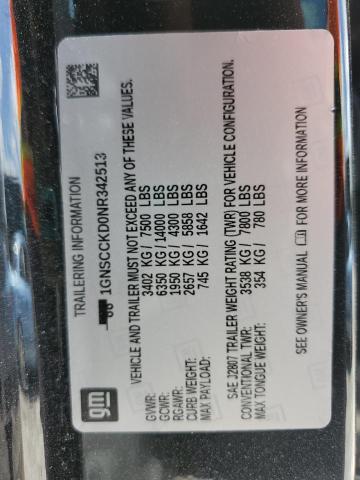 TRAILERING INFORMATION
1GNSCCKD0NR342513
gm
VEHICLE AND TRAILER MUST NOT EXCEED ANY OF THESE VALUES.
GVWR: 3402 KG / 7500 LBS
GCWR: 6350 KG / 14000 LBS
RGAWR: 1950 KG / 4300 LBS
CURB WEIGHT: 2657 KG / 5858 LBS
MAX PAYLOAD: 745 KG / 1642 LBS
SAE J2807 TRAILER WEIGHT RATING (TWR) FOR VEHICLE CONFIGURATION.
CONVENTIONAL TWR: 3538 KG / 7800 LBS
MAX TONGUE WEIGHT: 354 KG / 780 LBS
SEE OWNER'S MANUAL FOR MORE INFORMATION